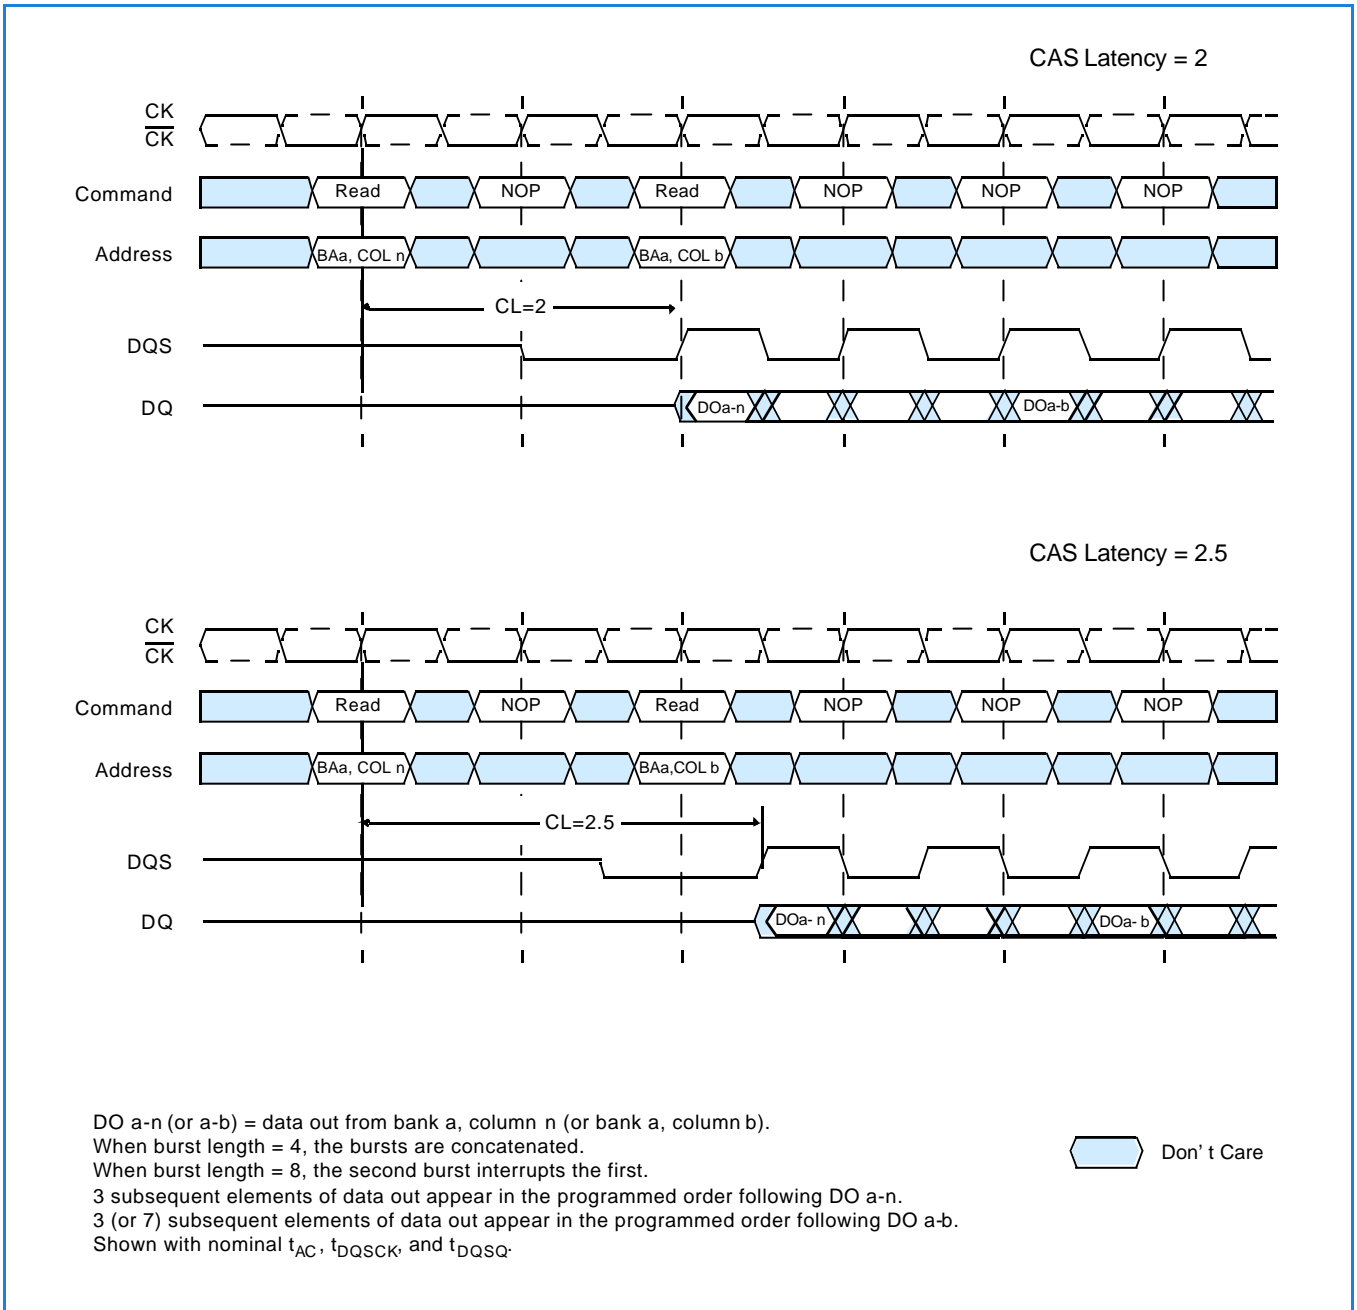 CAS Latency = 2
CK
CK
Command
Read
NOP
Read
NOP
NOP
NOP
Address
BAa, COL n
BAa, COL b
CL=2
DQS
DQ
DOa-n
DOa-b
CAS Latency = 2.5
CK
CK
Command
Read
NOP
Read
NOP
NOP
NOP
Address
BAa, COL n
BAa,COL b
CL=2.5
DQS
DQ
DOa- n
DOa- b
DO a-n (or a-b) = data out from bank a, column n (or bank a, column b).
When burst length = 4, the bursts are concatenated.
When burst length = 8, the second burst interrupts the first.
3 subsequent elements of data out appear in the programmed order following DO a-n.
3 (or 7) subsequent elements of data out appear in the programmed order following DO a-b.
Shown with nominal tAC, tDQSCK, and tDQSQ.
Don' t Care